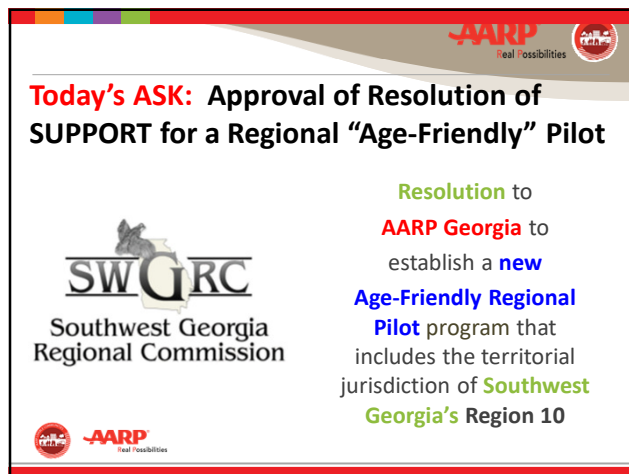 AARP
Real Possibilities
Today's ASK: Approval of Resolution of
SUPPORT for a Regional “Age-Friendly” Pilot
SWGRC
Southwest Georgia
Regional Commission
Resolution to
AARP Georgia to
establish a new
Age-Friendly Regional
Pilot program that
includes the territorial
jurisdiction of Southwest
Georgia's Region 10
AARP®
Real Possibilities